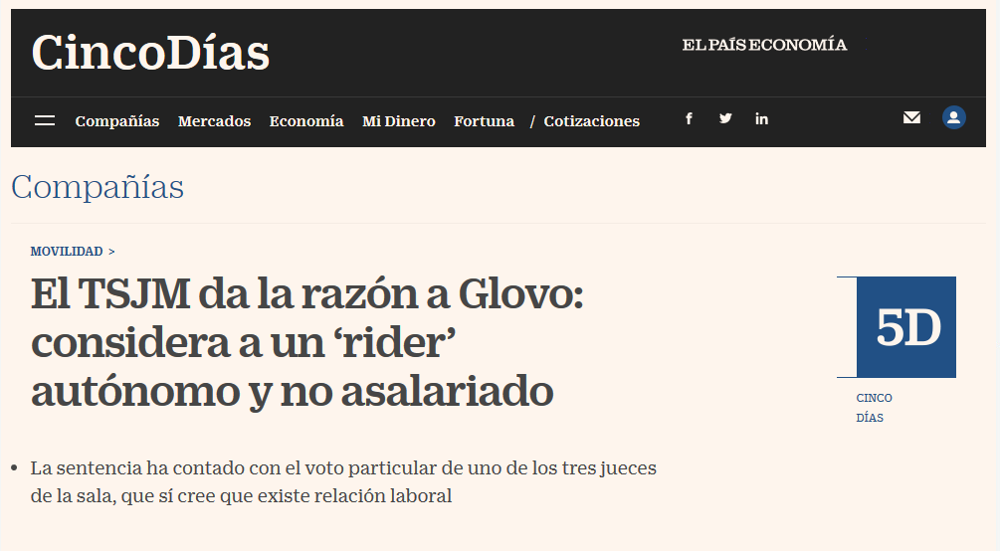 CincoDías
EL PAÍS ECONOMÍA
Compañías Mercados Economía Mi Dinero Fortuna / Cotizaciones
Compañías
MOVILIDAD >
El TSJM da la razón a Glovo:
considera a un ‘rider’
autónomo y no asalariado
5D
CINCO
DÍAS
• La sentencia ha contado con el voto particular de uno de los tres jueces
de la sala, que sí cree que existe relación laboral